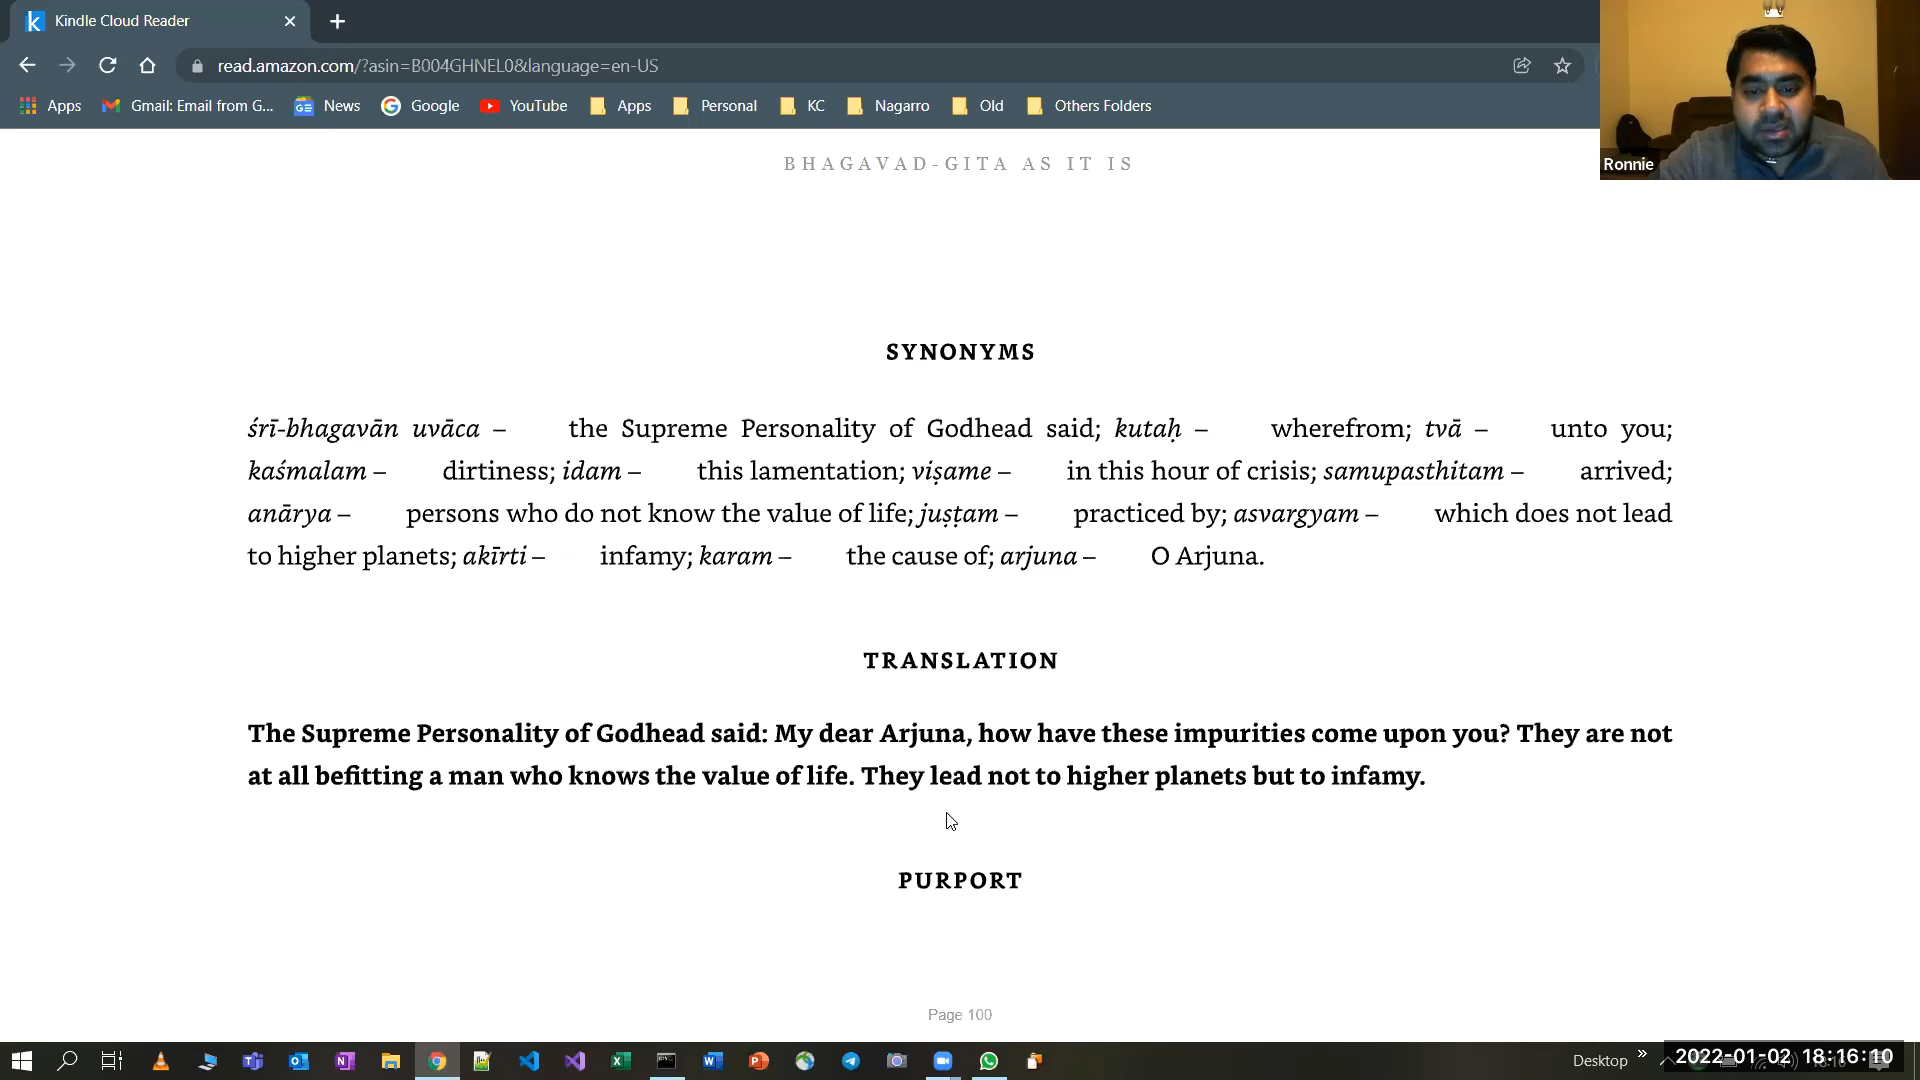 Kindle Cloud Reader
read.amazon.com/?asin=B004GHNEL0&language=en-US
Apps Gmail: Email from G... News Google YouTube Apps Personal KC Nagarro Old Others Folders
Ronnie
BHAGAVAD-GITA AS IT IS
SYNONYMS
śrī-bhagavān uvāca – the Supreme Personality of Godhead said; kutaḥ – wherefrom; tvā – unto you;
kaśmalam – dirtiness; idam – this lamentation; viṣame – in this hour of crisis; samupasthitam – arrived;
anārya – persons who do not know the value of life; juṣṭam – practiced by; asvargyam – which does not lead
to higher planets; akīrti – infamy; karam – the cause of; arjuna – O Arjuna.
TRANSLATION
The Supreme Personality of Godhead said: My dear Arjuna, how have these impurities come upon you? They are not
at all befitting a man who knows the value of life. They lead not to higher planets but to infamy.
PURPORT
Page 100
Desktop
2022-01-02 18:16:10